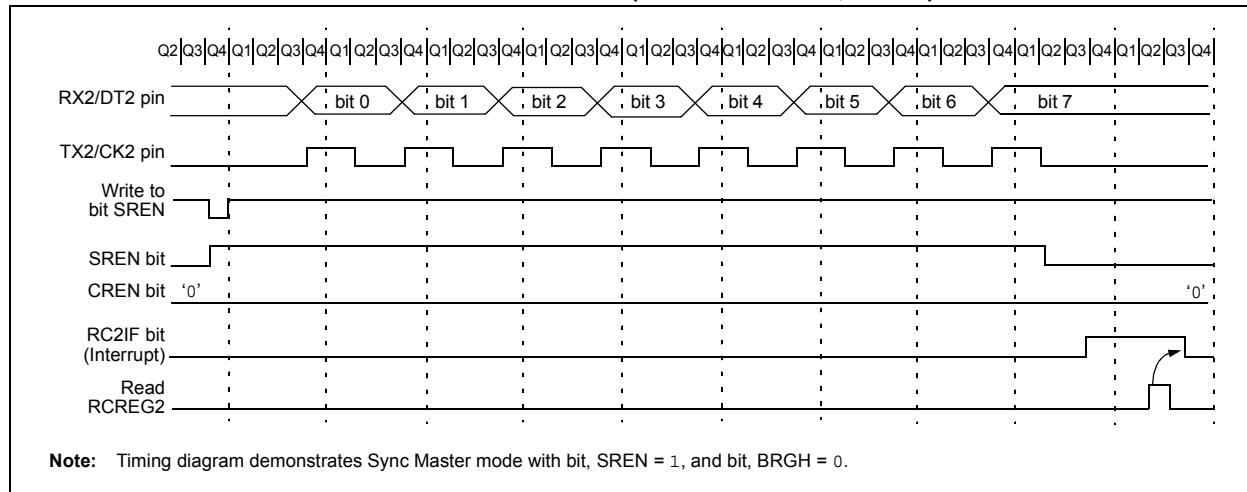 Q2 Q3 Q4 Q1 Q2 Q3 Q4 Q1 Q2 Q3 Q4 Q1 Q2 Q3 Q4 Q1 Q2 Q3 Q4 Q1 Q2 Q3 Q4 Q1 Q2 Q3 Q4 Q1 Q2 Q3 Q4 Q1 Q2 Q3 Q4 Q1 Q2 Q3 Q4 Q1 Q2 Q3 Q4
RX2/DT2 pin bit 0 bit 1 bit 2 bit 3 bit 4 bit 5 bit 6 bit 7
TX2/CK2 pin
Write to
bit SREN
SREN bit
CREN bit ‘0’ ‘0’
RC2IF bit
(Interrupt)
Read
RCREG2
Note: Timing diagram demonstrates Sync Master mode with bit, SREN = 1, and bit, BRGH = 0.